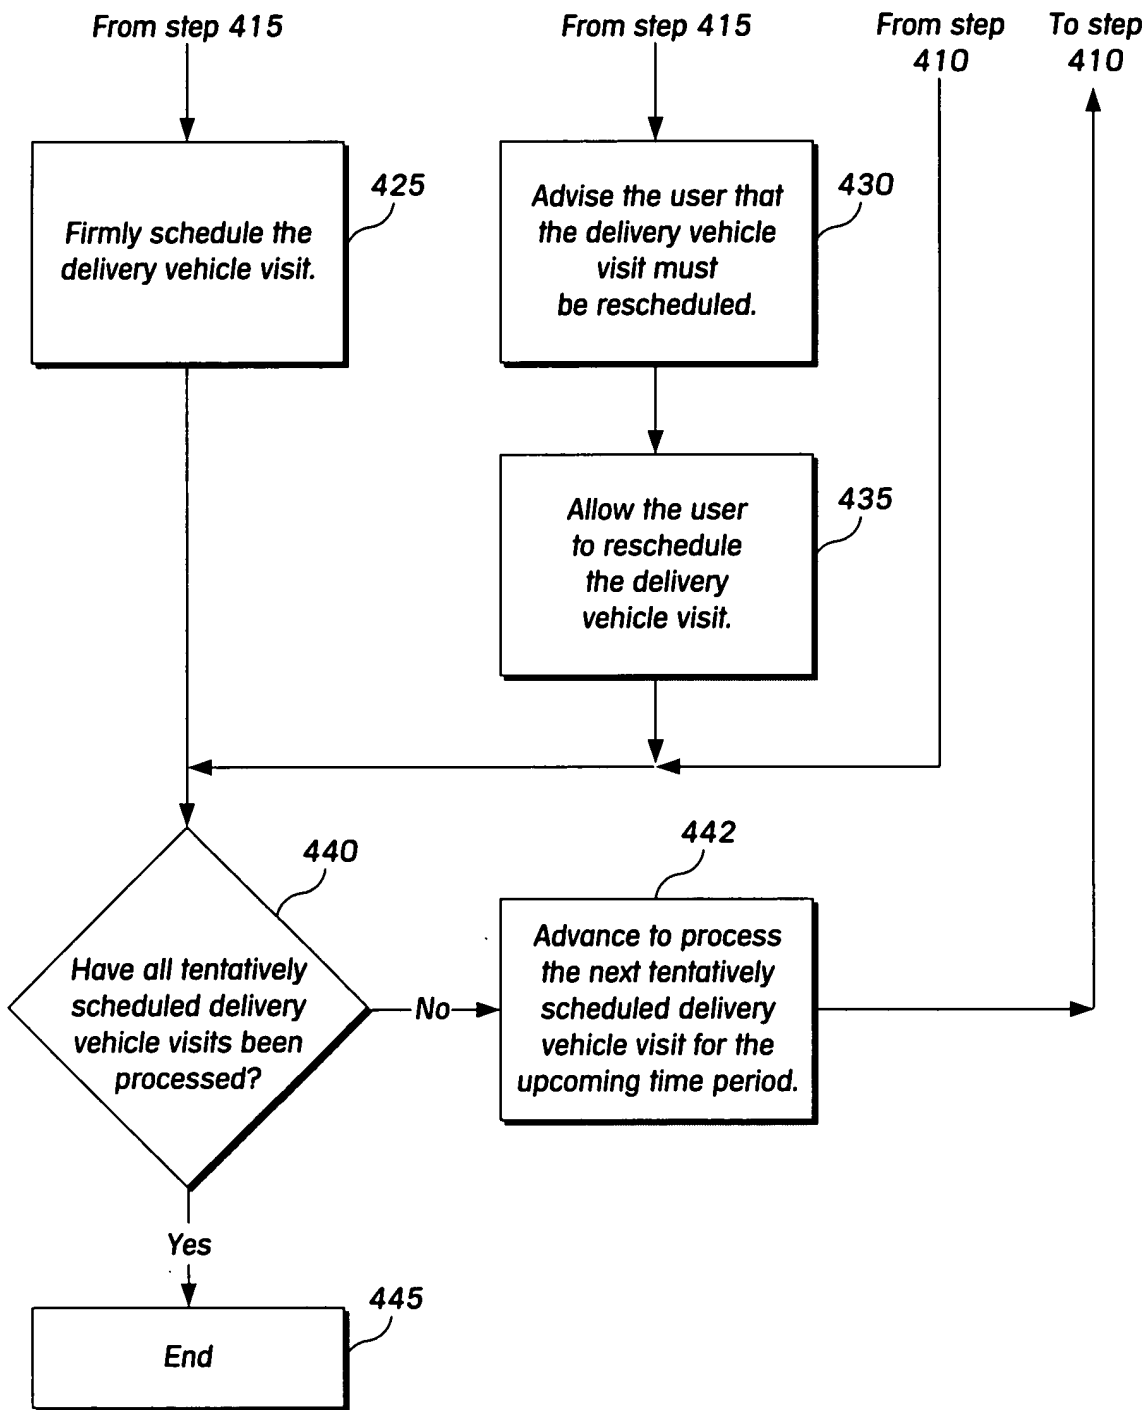 From step 415
From step 415
From step
410
To step
410
425
Firmly schedule the
delivery vehicle visit.
430
Advise the user that
the delivery vehicle
visit must
be rescheduled.
435
Allow the user
to reschedule
the delivery
vehicle visit.
440
Have all tentatively
scheduled delivery
vehicle visits been
processed?
No
442
Advance to process
the next tentatively
scheduled delivery
vehicle visit for the
upcoming time period.
Yes
445
End